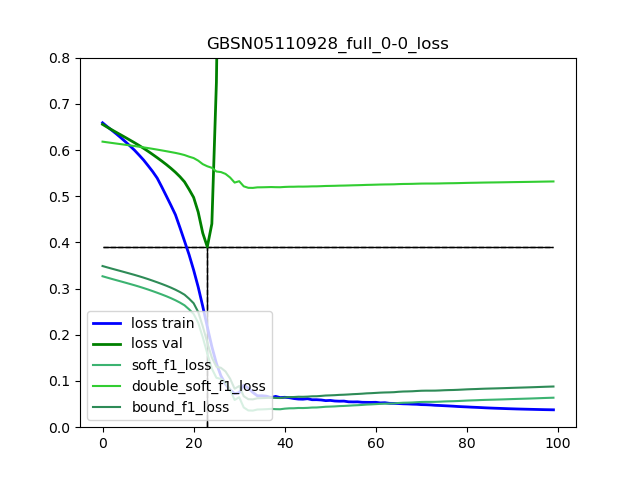 GBSN05110928_full_0-0_loss
0.8
0.7
0.6
0.5
0.4
0.3
0.2
0.1
0.0
loss train
loss val
soft_f1_loss
double_soft_f1_loss
bound_f1_loss
0 20 40 60 80 100